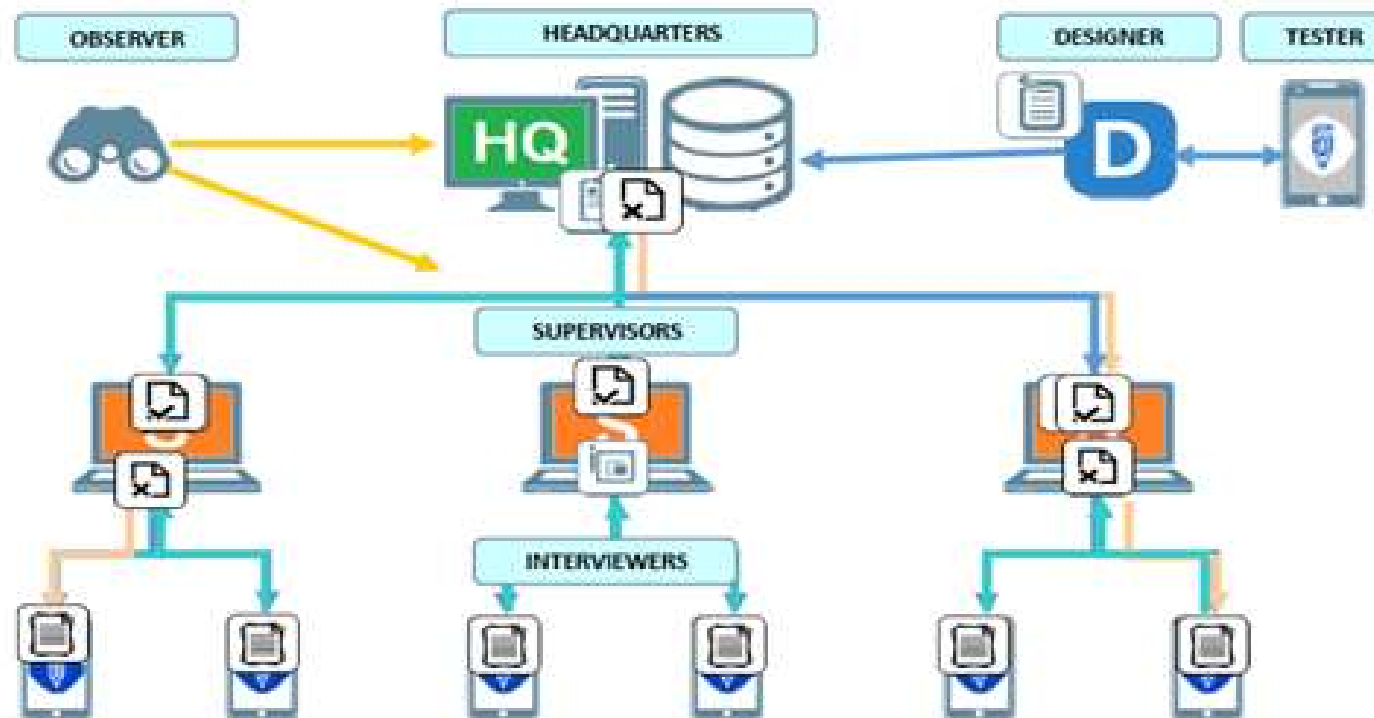 OBSERVER
HEADQUARTERS
DESIGNER
TESTER
HQ
D
SUPERVISORS
INTERVIEWERS